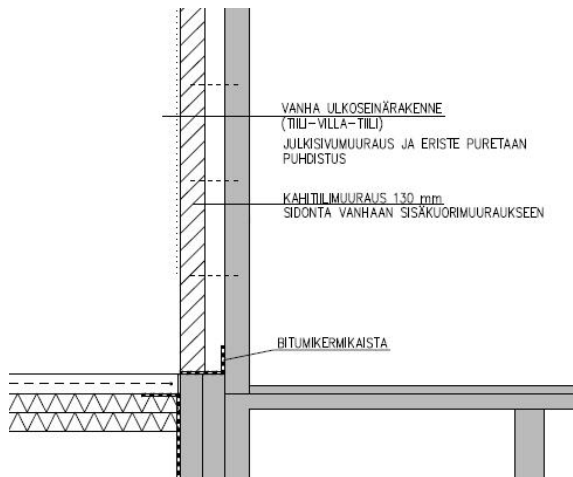 VANHA ULKOSEINÄRAKENNE
(TIILI-VILLA-TIILI)
JULKISIVUMUURAUS JA ERISTE PURETAAN
PUHDISTUS
KAHITIILIMUURAUS 130 mm
SIDONTA VANHAAN SISÄKUORIMUURAUKSEEN
BITUMIKERMIKAISTA